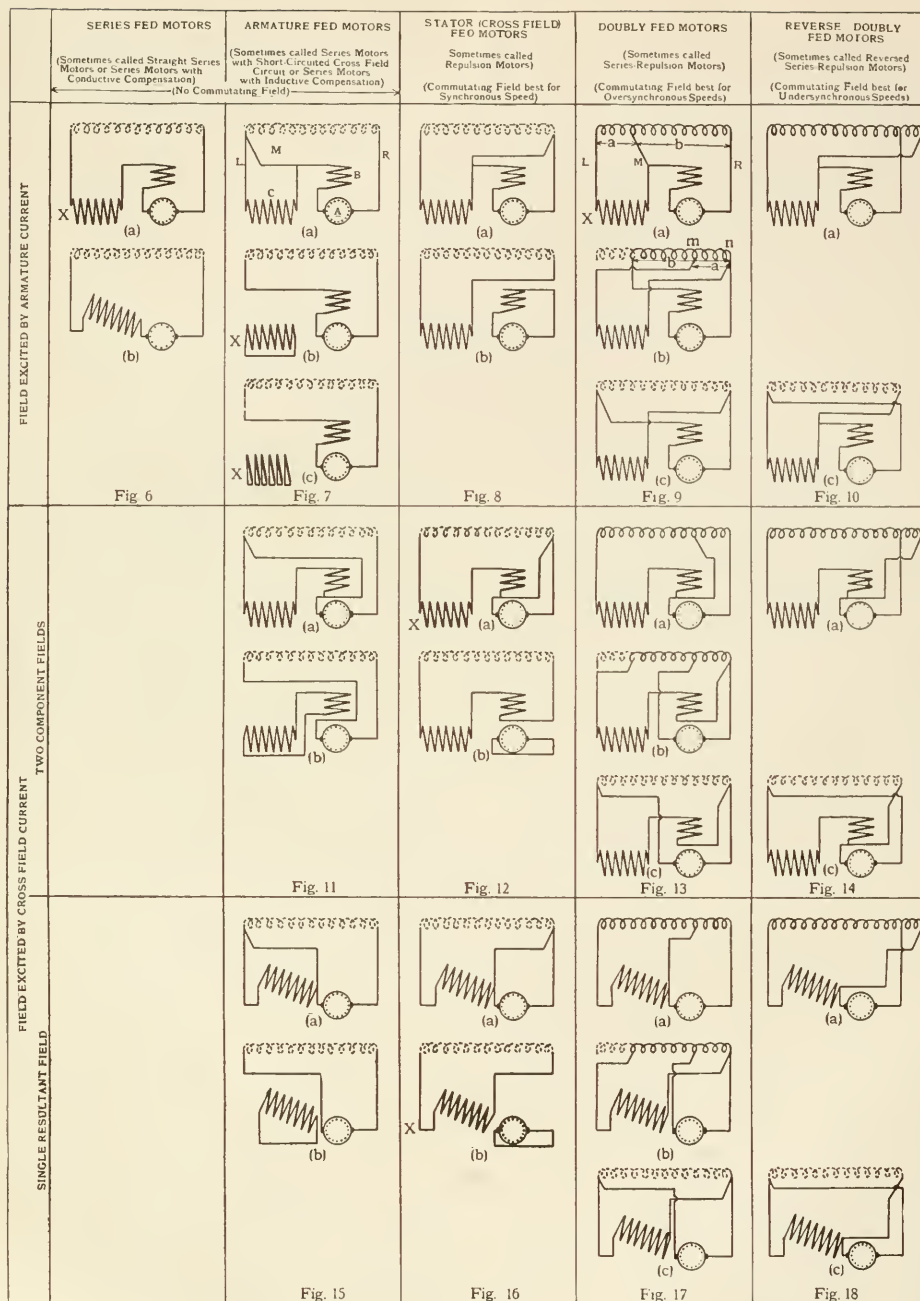 SERIES FED MOTORS
(Sometimes called Straight Series
Motors or Series Motors with
Conductive Compensation)
ARMATURE FED MOTORS
(Sometimes called Series Motors
with Short-Circuited Cross Field
Circuit or Series Motors
with Inductive Compensation)
(No Commutating Field)
STATOR (CROSS FIELD)
FED MOTORS
Sometimes called
Repulsion Motors)
(Commutating Field best for
Synchronous Speed)
DOUBLY FED MOTORS
(Sometimes called
Series-Repulsion Motors)
(Commutating Field best for
Oversynchronous Speeds)
REVERSE DOUBLY
FED MOTORS
(Sometimes called Reversed
Series-Repulsion Motors)
(Commutating Field best for
Undersynchronous Speeds)
FIELD EXCITED BY ARMATURE CURRENT
X
(a)
(b)
Fig. 6
L
M
R
B
C
A
(a)
X
(b)
X
(c)
Fig. 7
(a)
(b)
Fig. 8
a
b
L
M
R
X
(a)
m
n
b
a
(b)
(c)
Fig. 9
(a)
(c)
Fig. 10
FIELD EXCITED BY CROSS FIELD CURRENT
TWO COMPONENT FIELDS
(a)
(b)
Fig. 11
X
(a)
(b)
Fig. 12
(a)
(b)
(c)
Fig. 13
(a)
(c)
Fig. 14
SINGLE RESULTANT FIELD
(a)
(b)
Fig. 15
(a)
X
(b)
Fig. 16
(a)
(b)
(c)
Fig. 17
(a)
(c)
Fig. 18